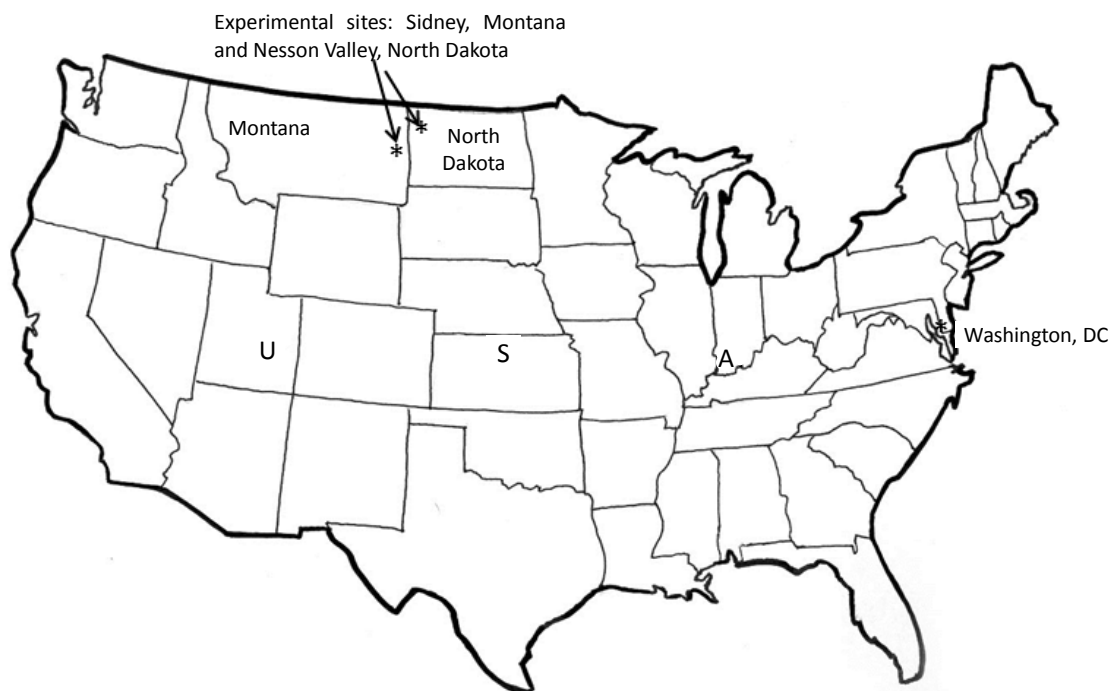 Experimental sites: Sidney, Montana
and Nesson Valley, North Dakota
Montana
*
*
North
Dakota
U
S
A
*
Washington, DC